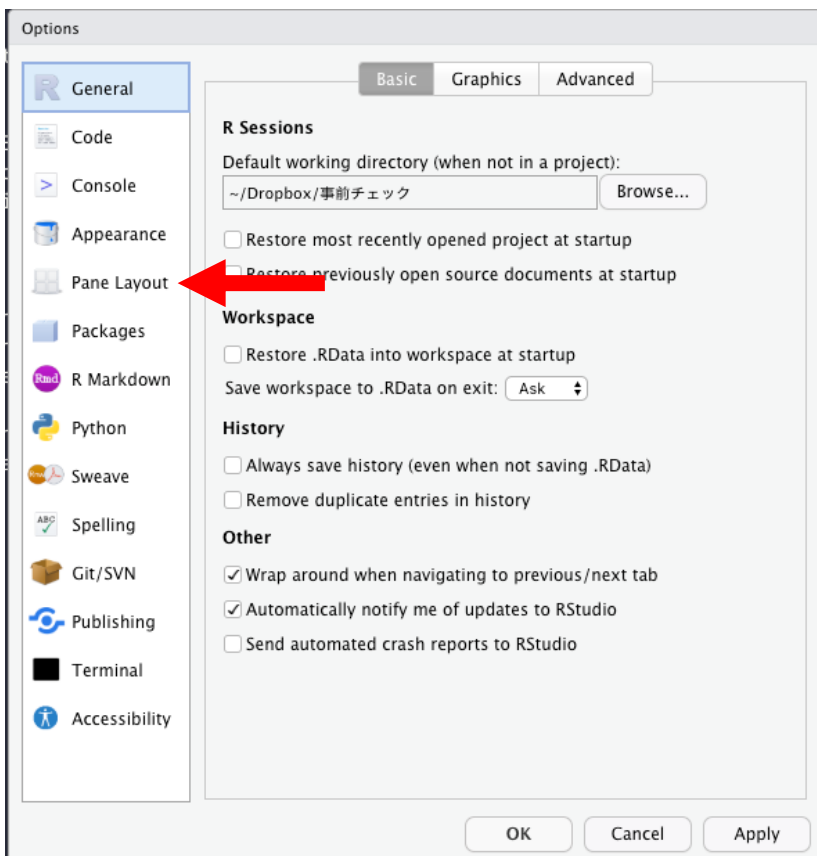 Options
General
Code
Console
Appearance
Pane Layout
Packages
Rmd R Markdown
Python
Sweave
ABC Spelling
Git/SVN
Publishing
Terminal
Accessibility
Basic Graphics Advanced
R Sessions
Default working directory (when not in a project):
~/Dropbox/事前チェック Browse...
Restore most recently opened project at startup
Restore previously open source documents at startup
Workspace
Restore .RData into workspace at startup
Save workspace to .RData on exit: Ask
History
Always save history (even when not saving .RData)
Remove duplicate entries in history
Other
Wrap around when navigating to previous/next tab
Automatically notify me of updates to RStudio
Send automated crash reports to RStudio
OK Cancel Apply